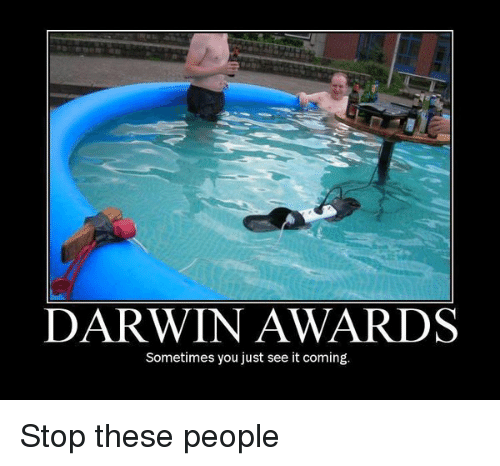 DARWIN AWARDS
Sometimes you just see it coming.
Stop these people